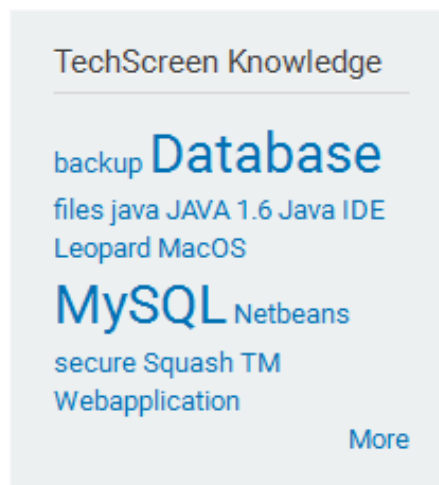 TechScreen Knowledge
backup Database
files java JAVA 1.6 Java IDE
Leopard MacOS
MySQL Netbeans
secure Squash TM
Webapplication
More